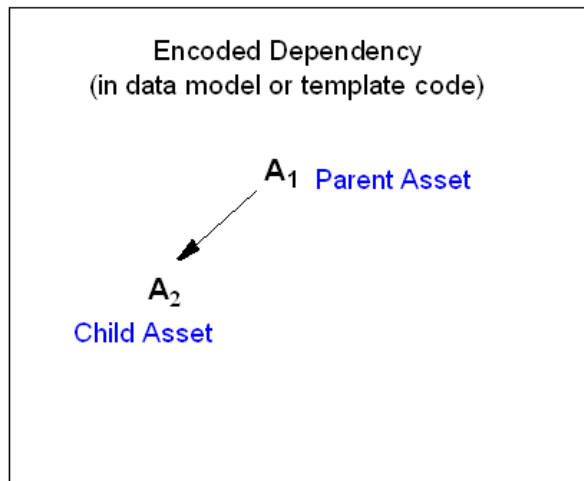 Encoded Dependency
(in data model or template code)
A₁ Parent Asset
A₂
Child Asset